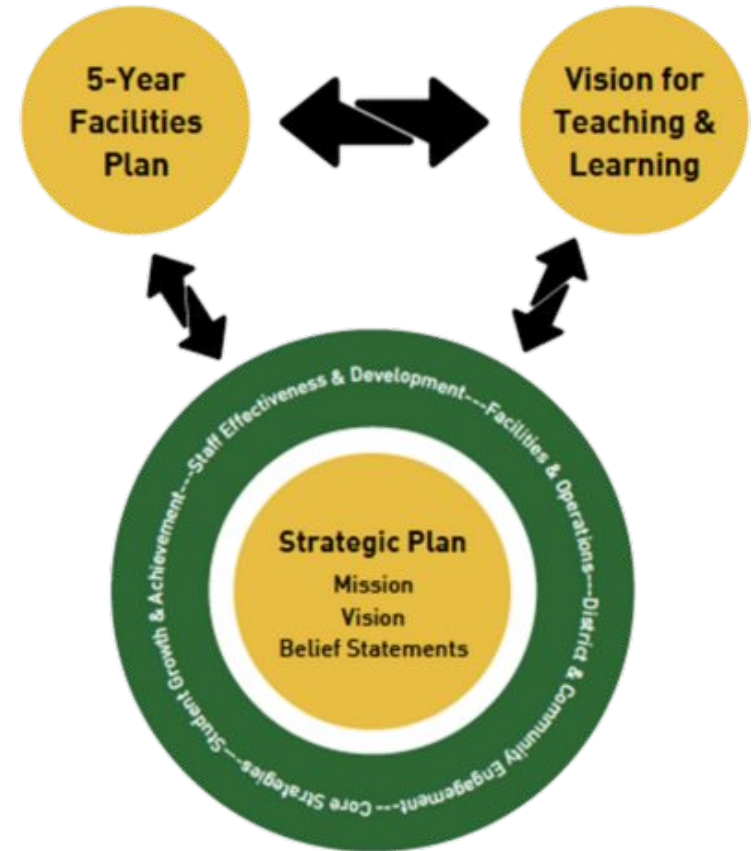 5-Year
Facilities
Plan
Vision for
Teaching &
Learning
Student Growth & Achievement---Staff Effectiveness & Development---Facilities & Operations---District & Community Engagement---Core Strategies---
Strategic Plan
Mission
Vision
Belief Statements